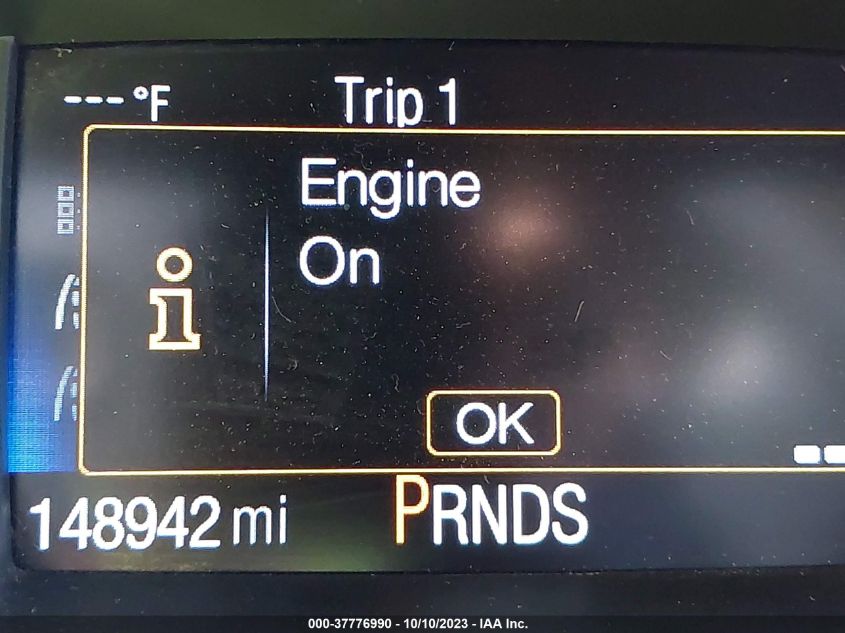 ---°F Trip 1
Engine
On
i
OK
148942 mi PRNDS
000-37776990 - 10/10/2023 - IAA Inc.